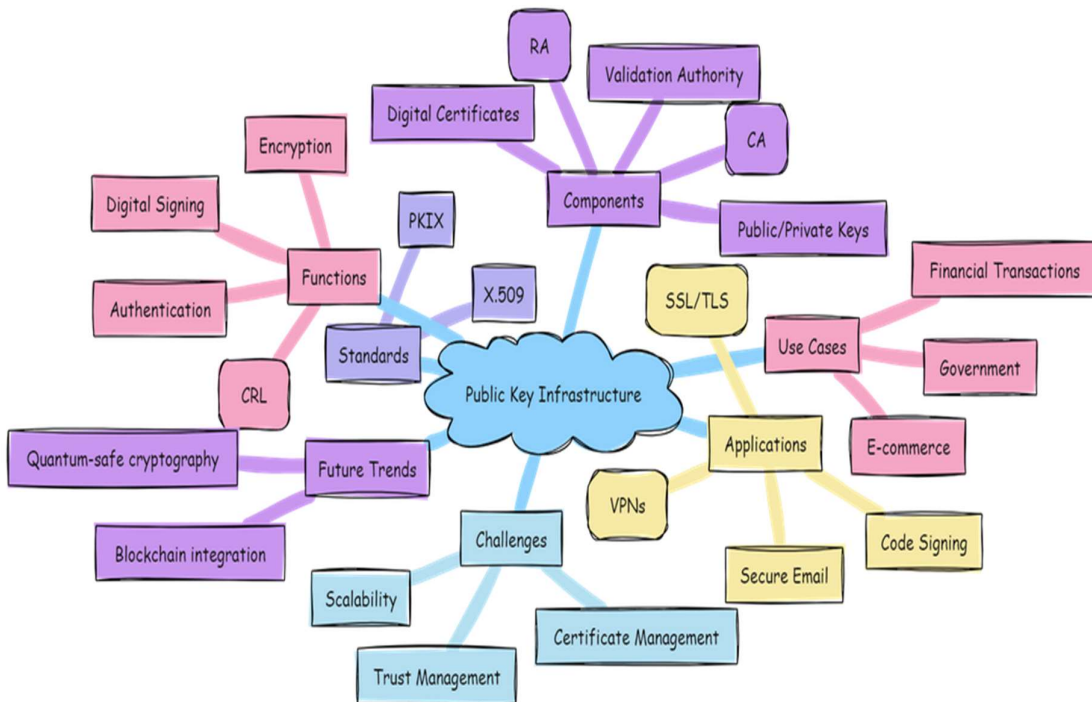 RA
Validation Authority
Digital Certificates
CA
Encryption
Components
Digital Signing
PKIX
Public/Private Keys
Functions
Financial Transactions
X.509
SSL/TLS
Authentication
Use Cases
Standards
Government
CRL
Public Key Infrastructure
Applications
E-commerce
Quantum-safe cryptography
Future Trends
VPNs
Challenges
Code Signing
Blockchain integration
Secure Email
Scalability
Certificate Management
Trust Management